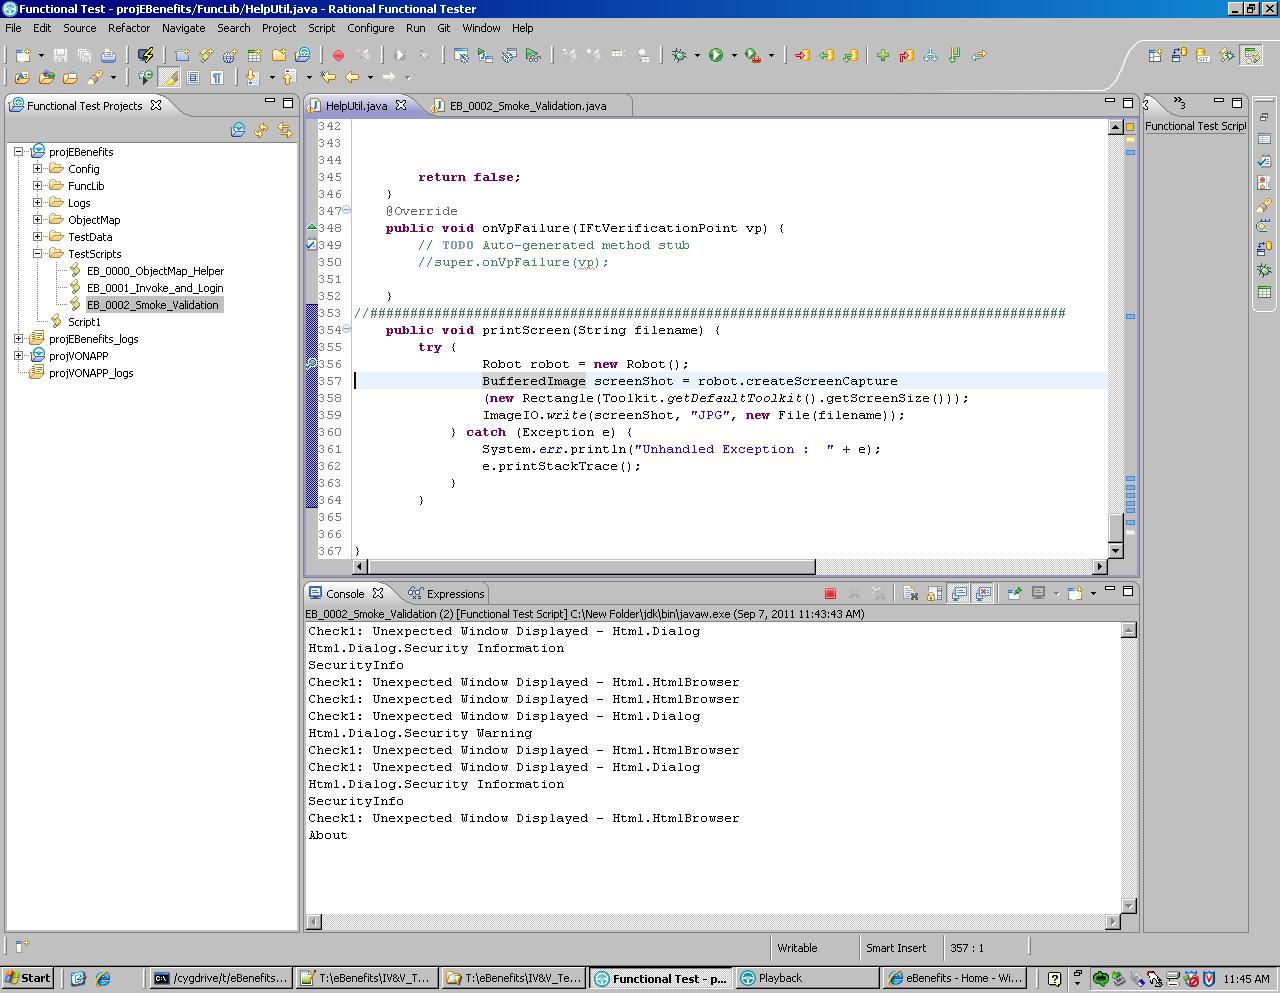 Functional Test - projEBenefits/FuncLib/HelpUtil.java - Rational Functional Tester
File Edit Source Refactor Navigate Search Project Script Configure Run Git Window Help
Functional Test Projects
projEBenefits
Config
FuncLib
Logs
ObjectMap
TestData
TestScripts
EB_0000_ObjectMap_Helper
EB_0001_Invoke_and_Login
EB_0002_Smoke_Validation
Script1
projEBenefits_logs
projVONAPP
projVONAPP_logs
HelpUtil.java EB_0002_Smoke_Validation.java
342
343
344
345 return false;
346 }
347 @Override
348 public void onVpFailure(IFtVerificationPoint vp) {
349 // TODO Auto-generated method stub
350 //super.onVpFailure(vp);
351
352 }
353 //#######################################################################################
354 public void printScreen(String filename) {
355 try {
356 Robot robot = new Robot();
357 BufferedImage screenShot = robot.createScreenCapture
358 (new Rectangle(Toolkit.getDefaultToolkit().getScreenSize()));
359 ImageIO.write(screenShot, "JPG", new File(filename));
360 } catch (Exception e) {
361 System.err.println("Unhandled Exception :  " + e);
362 e.printStackTrace();
363 }
364 }
365
366
367 }
3
Functional Test Script
Console Expressions
EB_0002_Smoke_Validation (2) [Functional Test Script] C:\New Folder\jdk\bin\javaw.exe (Sep 7, 2011 11:43:43 AM)
Check1: Unexpected Window Displayed - Html.Dialog
Html.Dialog.Security Information
SecurityInfo
Check1: Unexpected Window Displayed - Html.HtmlBrowser
Check1: Unexpected Window Displayed - Html.HtmlBrowser
Check1: Unexpected Window Displayed - Html.Dialog
Html.Dialog.Security Warning
Check1: Unexpected Window Displayed - Html.HtmlBrowser
Check1: Unexpected Window Displayed - Html.Dialog
Html.Dialog.Security Information
SecurityInfo
Check1: Unexpected Window Displayed - Html.HtmlBrowser
About
Writable Smart Insert 357 : 1
Start /cygdrive/t/eBenefits... T:\eBenefits\IV&V_T... T:\eBenefits\IV&V_Te... Functional Test - p... Playback eBenefits - Home - Wi... 11:45 AM